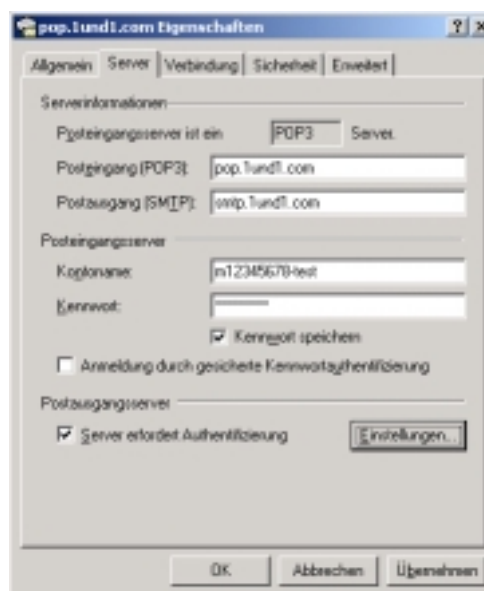 pop.1und1.com Eigenschaften
Allgemein Server Verbindung Sicherheit Erweitert
Serverinformationen
Posteingangsserver ist ein POP3 Server.
Posteingang (POP3): pop.1und1.com
Postausgang (SMTP): smtp.1und1.com
Posteingangsserver
Kontoname: m12345678-test
Kennwort:
Kennwort speichern
Anmeldung durch gesicherte Kennwortauthentifizierung
Postausgangsserver
Server erfordert Authentifizierung Einstellungen...
OK Abbrechen Übernehmen